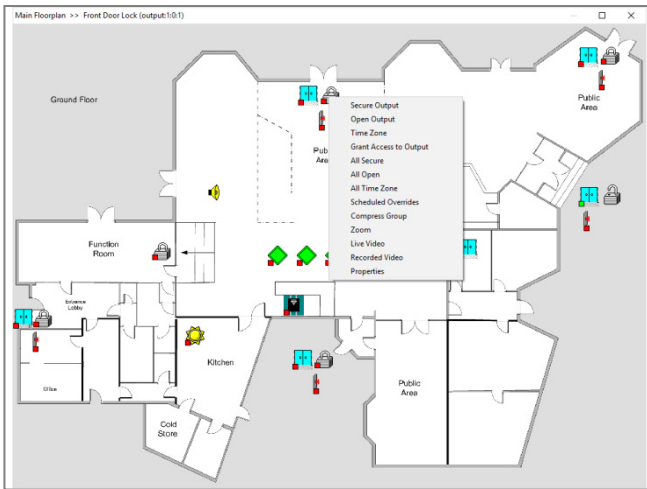 Main Floorplan >> Front Door Lock (output:1:0:1)
Ground Floor
Public
Area
Secure Output
Open Output
Time Zone
Grant Access to Output
All Secure
All Open
All Time Zone
Scheduled Overrides
Compress Group
Zoom
Live Video
Recorded Video
Properties
Publ
Area
Function
Room
Entrance
Lobby
Office
Kitchen
Cold
Store
Public
Area